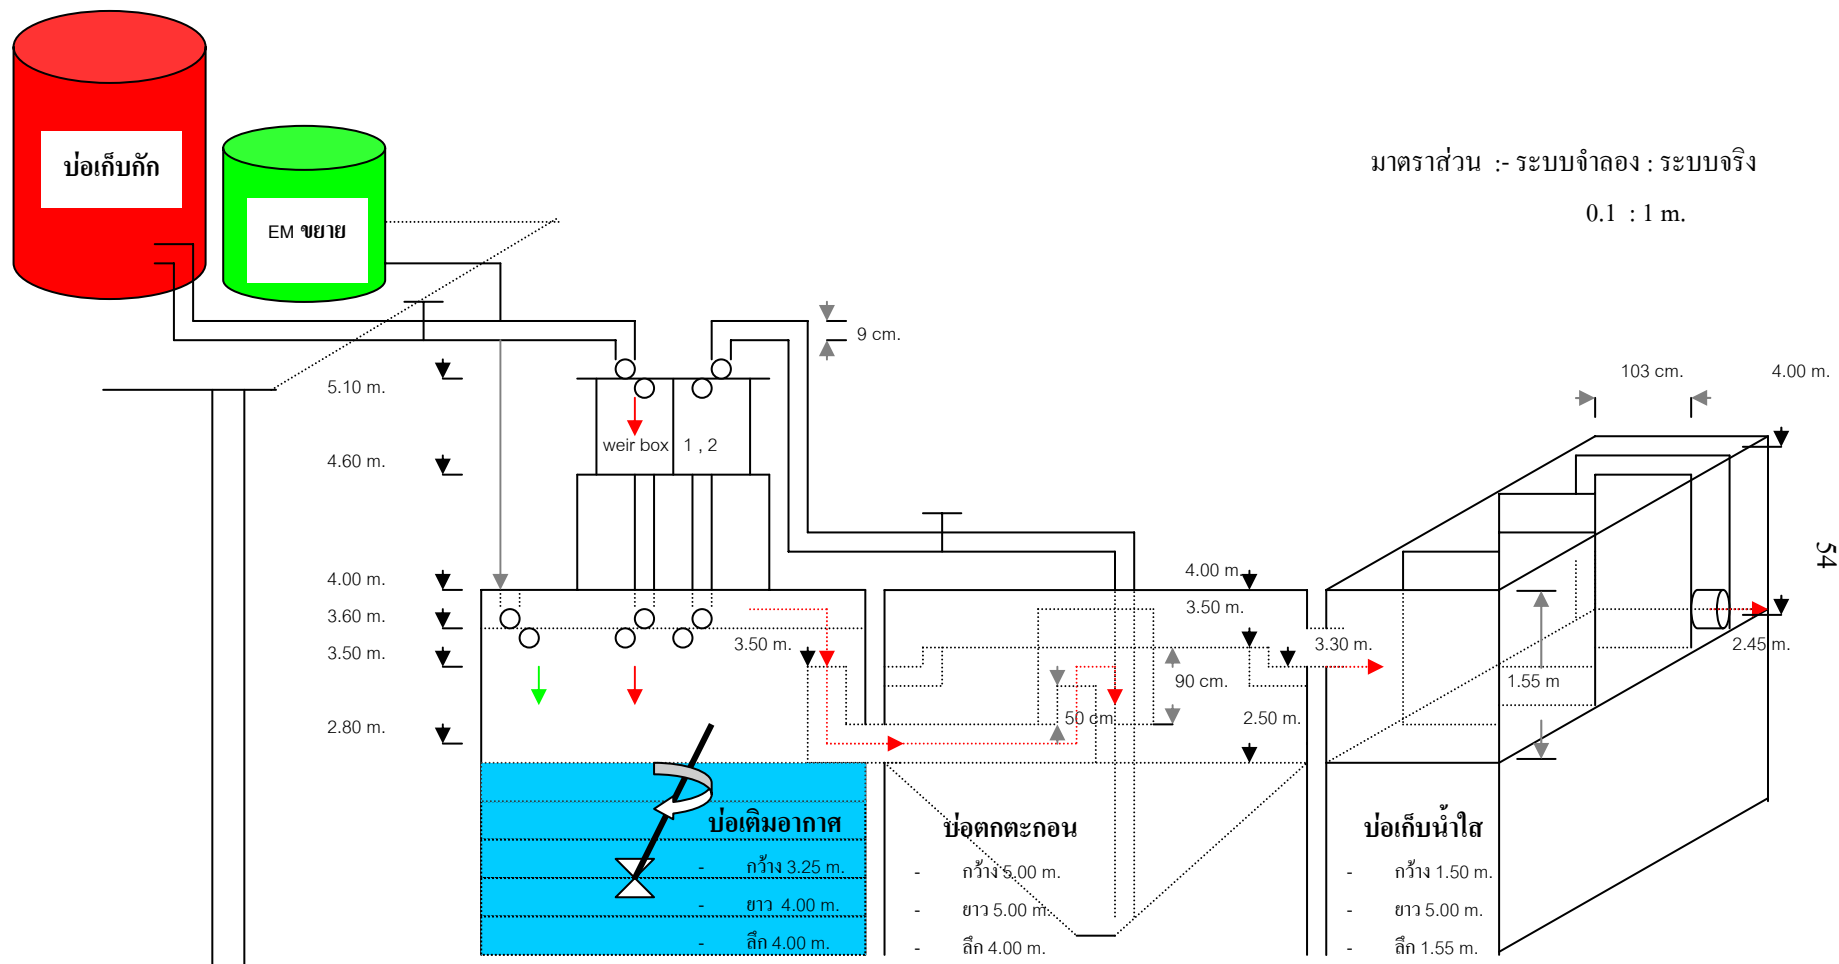 บ่อเก็บกัก
EM ขยาย
มาตราส่วน :- ระบบจำลอง : ระบบจริง
0.1 : 1 m.
9 cm.
5.10 m.
103 cm.
4.00 m.
weir box 1 , 2
4.60 m.
54
4.00 m.
4.00 m.
3.60 m.
3.50 m.
3.50 m.
3.50 m.
3.30 m.
2.45 m.
90 cm.
1.55 m
50 cm
2.50 m.
2.80 m.
บ่อเติมอากาศ
- กว้าง 3.25 m.
- ยาว 4.00 m.
- ลึก 4.00 m.
บ่อตกตะกอน
- กว้าง 5.00 m.
- ยาว 5.00 m.
- ลึก 4.00 m.
บ่อเก็บน้ำใส
- กว้าง 1.50 m.
- ยาว 5.00 m.
- ลึก 1.55 m.